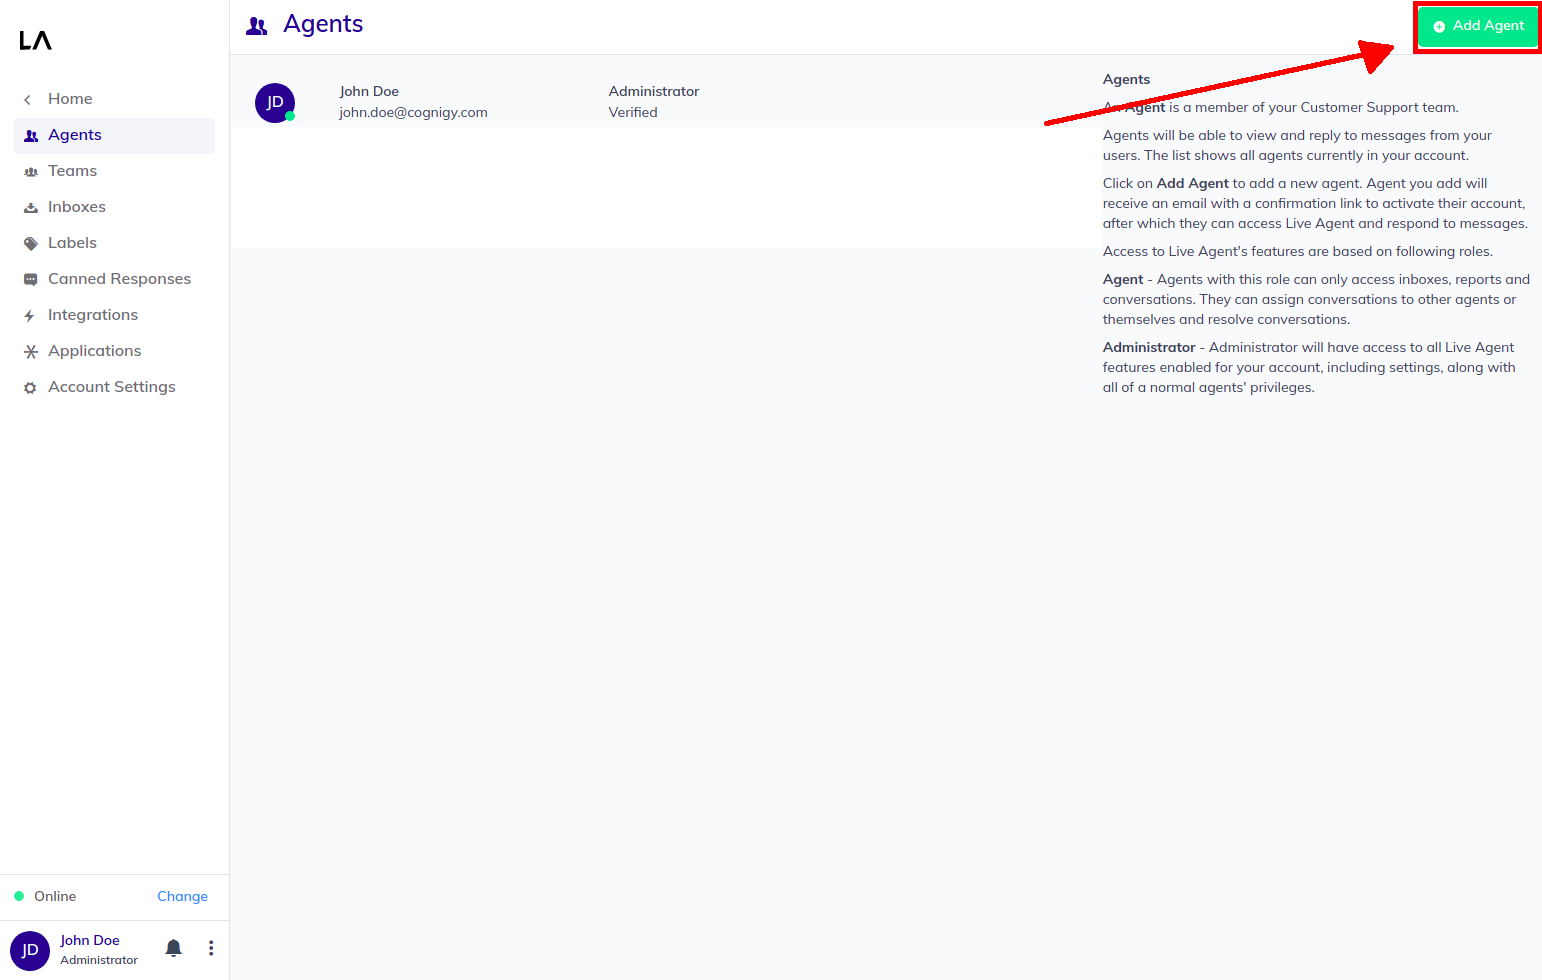 LA
Home
Agents
Teams
Inboxes
Labels
Canned Responses
Integrations
Applications
Account Settings
Online Change
JD John Doe
Administrator
Agents
Add Agent
JD
John Doe
john.doe@cognigy.com
Administrator
Verified
Agents
An Agent is a member of your Customer Support team.
Agents will be able to view and reply to messages from your
users. The list shows all agents currently in your account.
Click on Add Agent to add a new agent. Agent you add will
receive an email with a confirmation link to activate their account,
after which they can access Live Agent and respond to messages.
Access to Live Agent's features are based on following roles.
Agent - Agents with this role can only access inboxes, reports and
conversations. They can assign conversations to other agents or
themselves and resolve conversations.
Administrator - Administrator will have access to all Live Agent
features enabled for your account, including settings, along with
all of a normal agents' privileges.